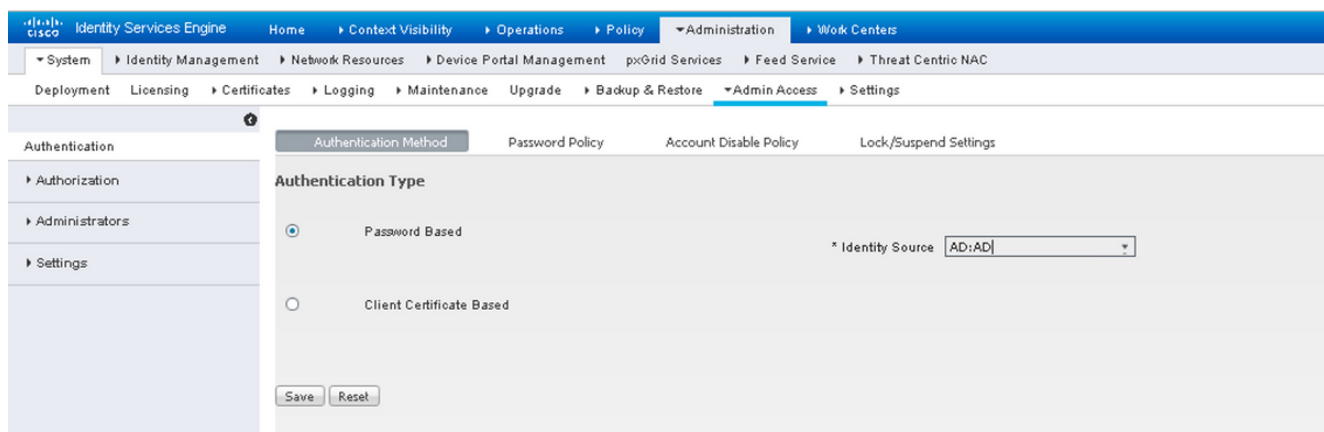 cisco Identity Services Engine Home Context Visibility Operations Policy Administration Work Centers
System Identity Management Network Resources Device Portal Management pxGrid Services Feed Service Threat Centric NAC
Deployment Licensing Certificates Logging Maintenance Upgrade Backup & Restore Admin Access Settings
Authentication
Authorization
Administrators
Settings
Authentication Method Password Policy Account Disable Policy Lock/Suspend Settings
Authentication Type
Password Based
* Identity Source AD:AD
Client Certificate Based
Save Reset